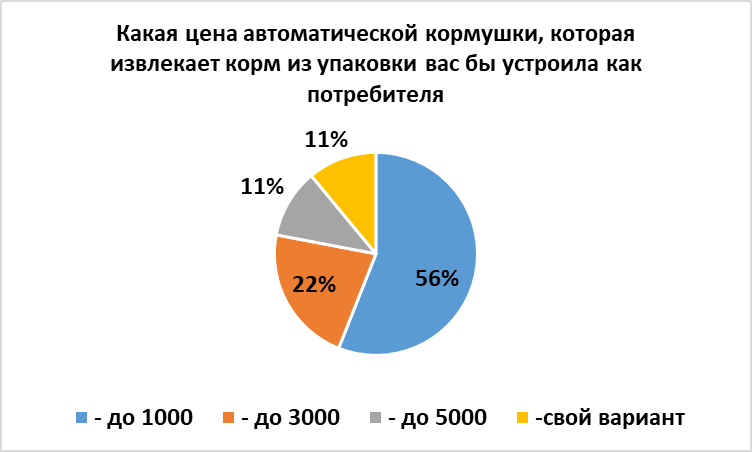 Какая цена автоматической кормушки, которая
извлекает корм из упаковки вас бы устроила как
потребителя
11%
11%
22%
56%
- до 1000
- до 3000
- до 5000
-свой вариант